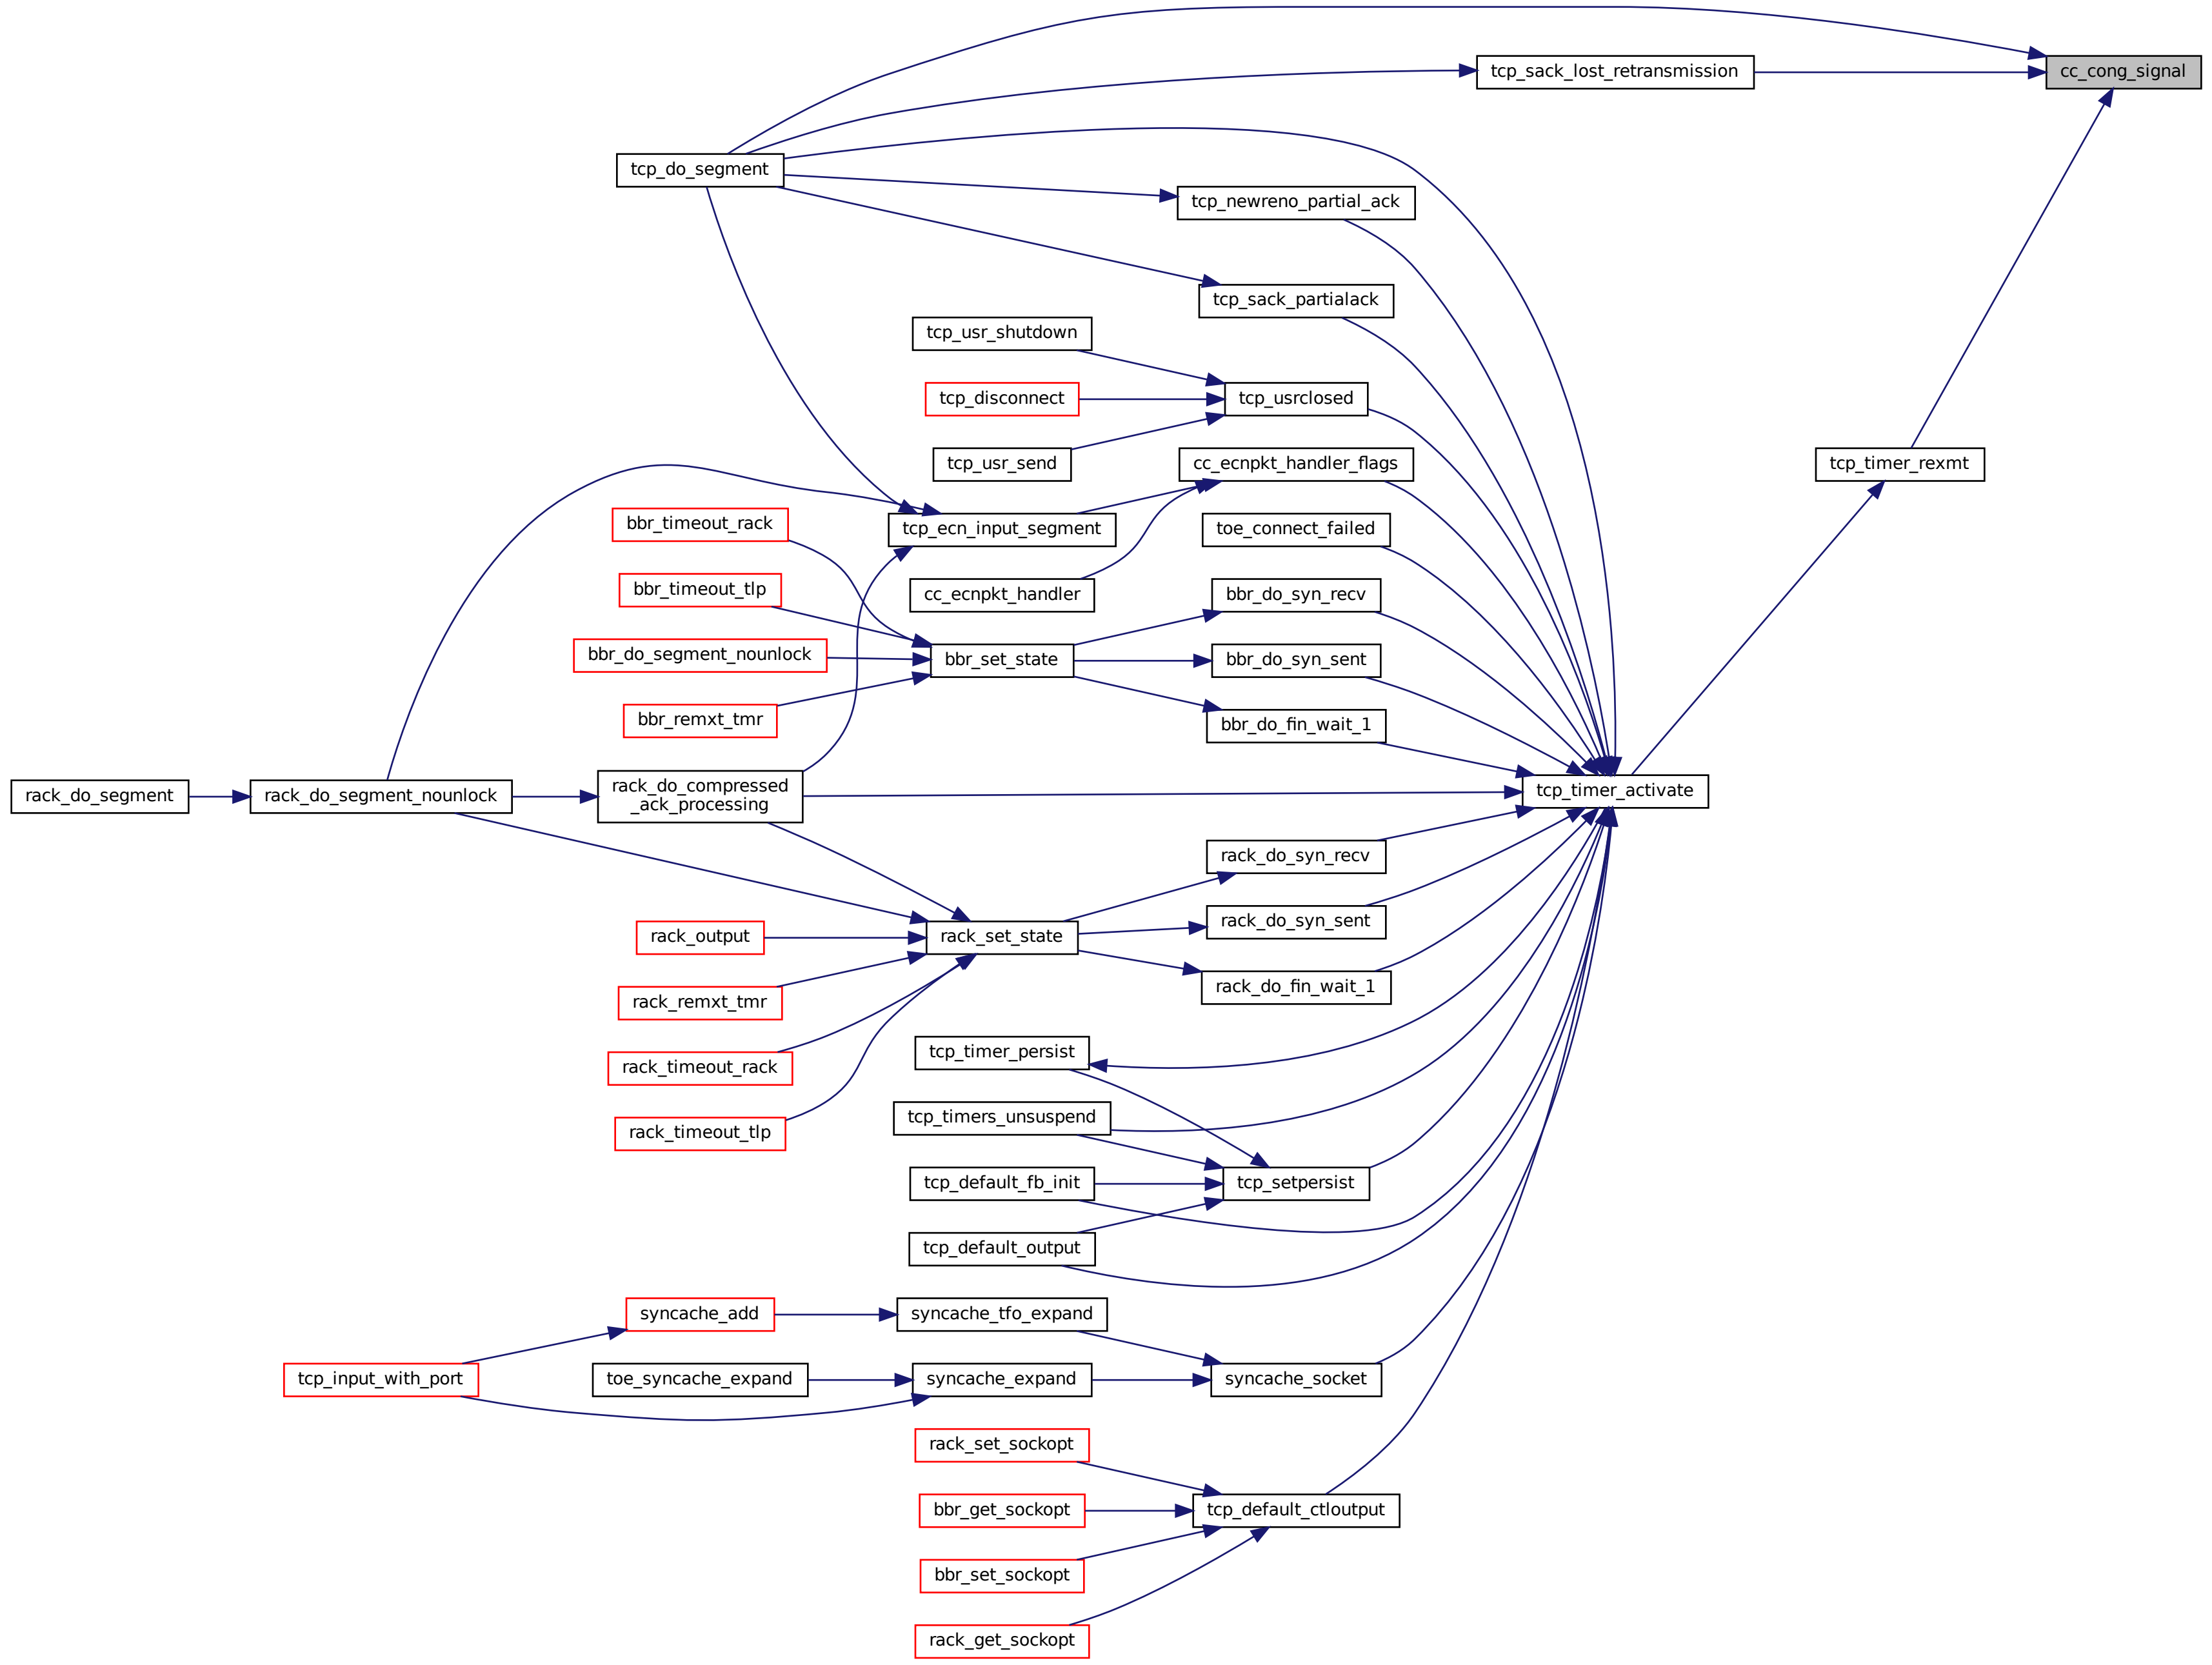 cc_cong_signal
tcp_sack_lost_retransmission
tcp_do_segment
tcp_newreno_partial_ack
tcp_sack_partialack
tcp_usr_shutdown
tcp_disconnect
tcp_usrclosed
tcp_usr_send
cc_ecnpkt_handler_flags
tcp_timer_rexmt
bbr_timeout_rack
tcp_ecn_input_segment
toe_connect_failed
bbr_timeout_tlp
cc_ecnpkt_handler
bbr_do_syn_recv
bbr_do_segment_nounlock
bbr_set_state
bbr_do_syn_sent
bbr_remxt_tmr
bbr_do_fin_wait_1
rack_do_segment
rack_do_segment_nounlock
rack_do_compressed
_ack_processing
tcp_timer_activate
rack_do_syn_recv
rack_output
rack_set_state
rack_do_syn_sent
rack_remxt_tmr
rack_do_fin_wait_1
rack_timeout_rack
tcp_timer_persist
rack_timeout_tlp
tcp_timers_unsuspend
tcp_default_fb_init
tcp_setpersist
tcp_default_output
syncache_add
syncache_tfo_expand
tcp_input_with_port
toe_syncache_expand
syncache_expand
syncache_socket
rack_set_sockopt
bbr_get_sockopt
tcp_default_ctloutput
bbr_set_sockopt
rack_get_sockopt